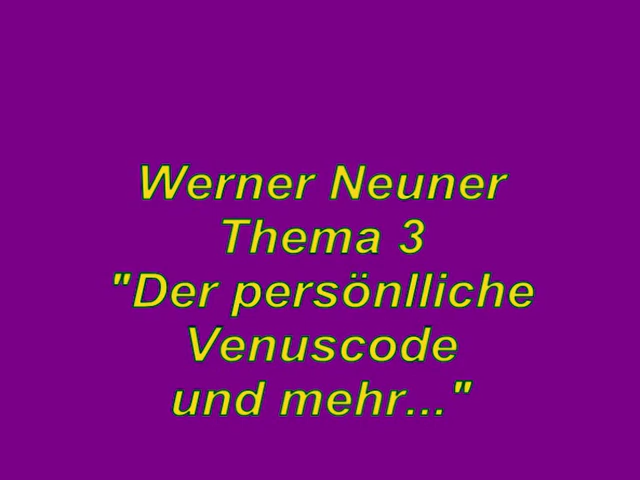 Werner Neuner
Thema 3
"Der persönlliche
Venuscode
und mehr..."